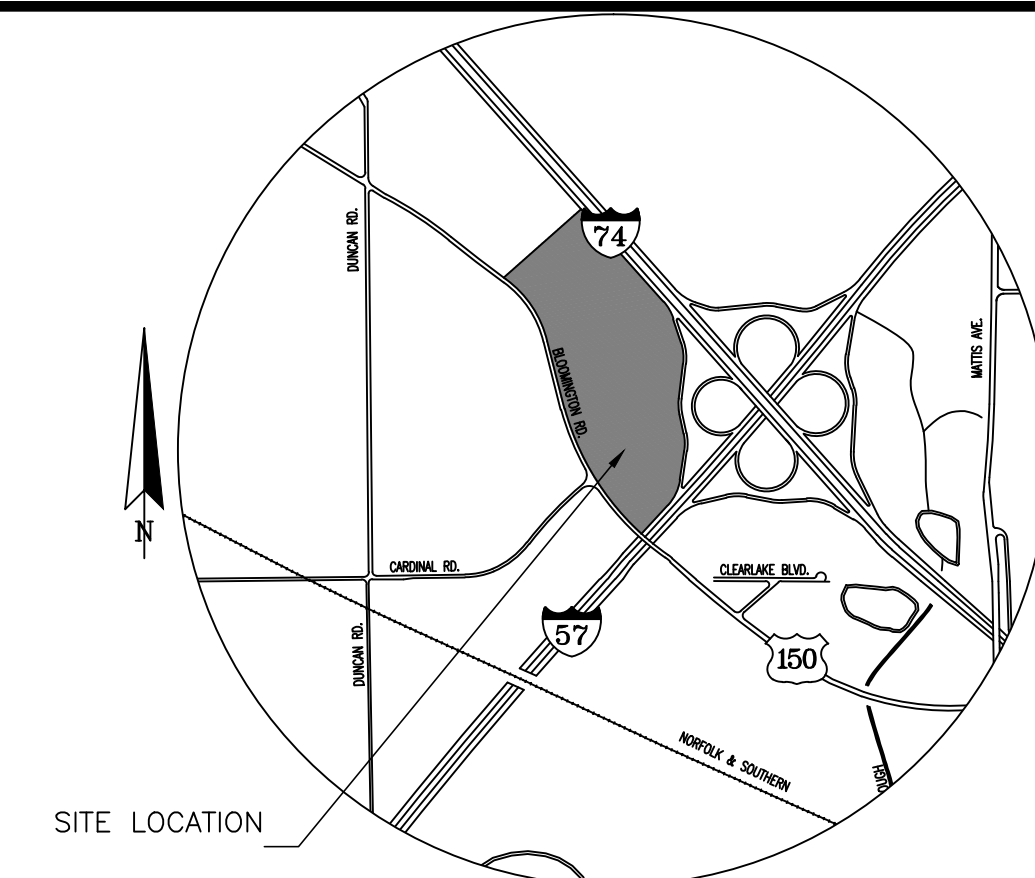 74
DUNCAN RD.
MATTIS AVE.
BLOOMINGTON RD.
N
CARDINAL RD.
CLEARLAKE BLVD.
57
DUNCAN RD.
150
NORFOLK & SOUTHERN
OUGH
SITE LOCATION